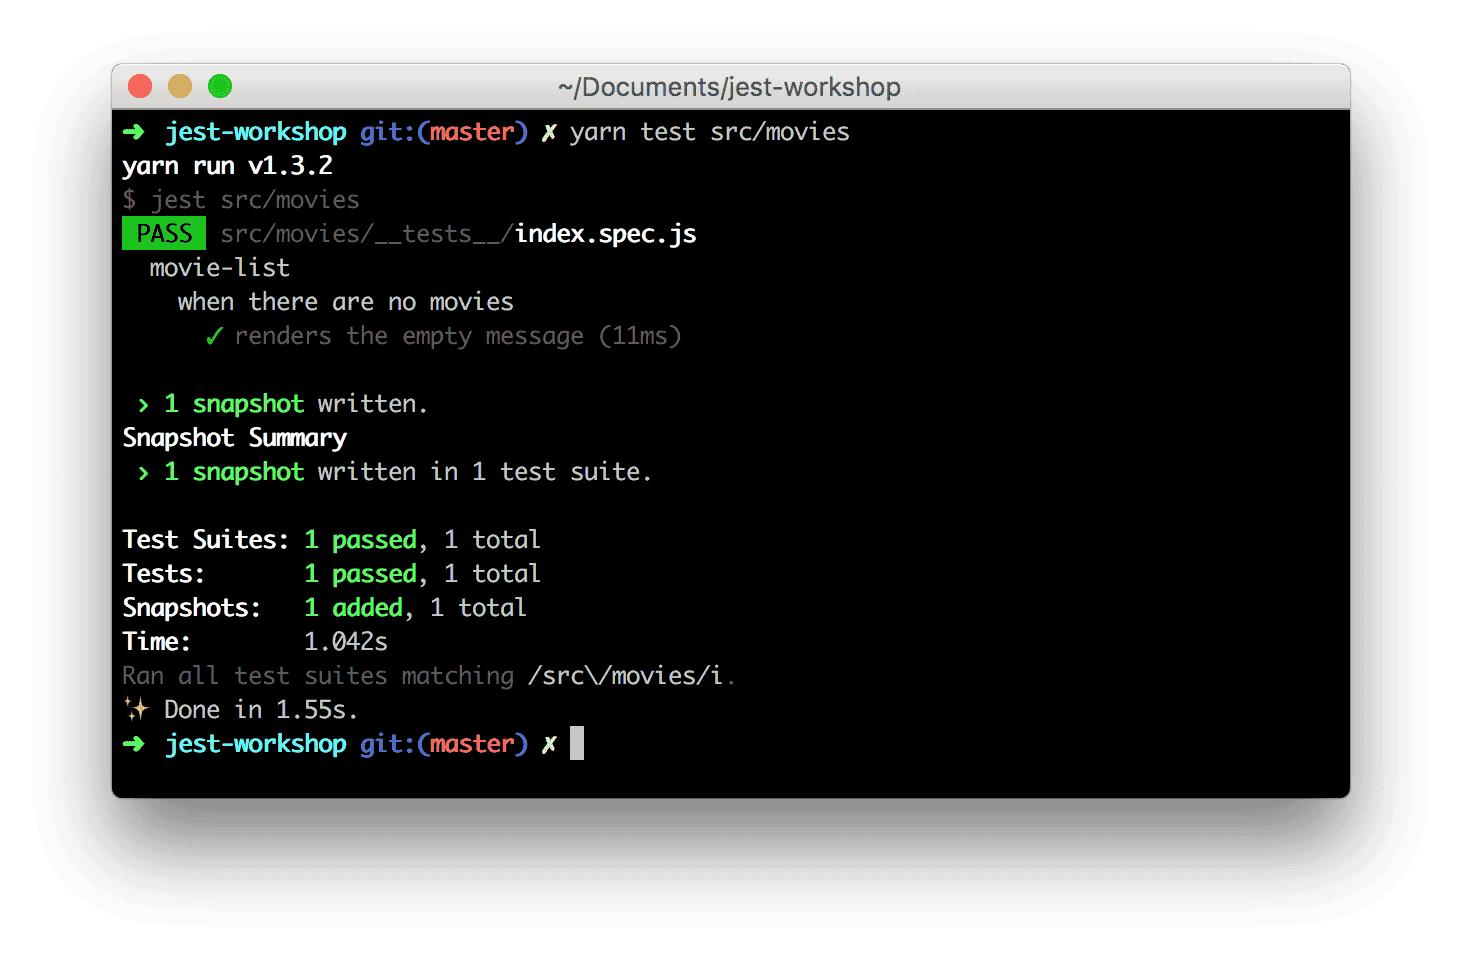 ~/Documents/jest-workshop
➜ jest-workshop git:(master) ✗ yarn test src/movies
yarn run v1.3.2
$ jest src/movies
PASS src/movies/__tests__/index.spec.js
movie-list
when there are no movies
✓ renders the empty message (11ms)
› 1 snapshot written.
Snapshot Summary
› 1 snapshot written in 1 test suite.
Test Suites: 1 passed, 1 total
Tests: 1 passed, 1 total
Snapshots: 1 added, 1 total
Time: 1.042s
Ran all test suites matching /src\/movies/i.
✨ Done in 1.55s.
➜ jest-workshop git:(master) ✗